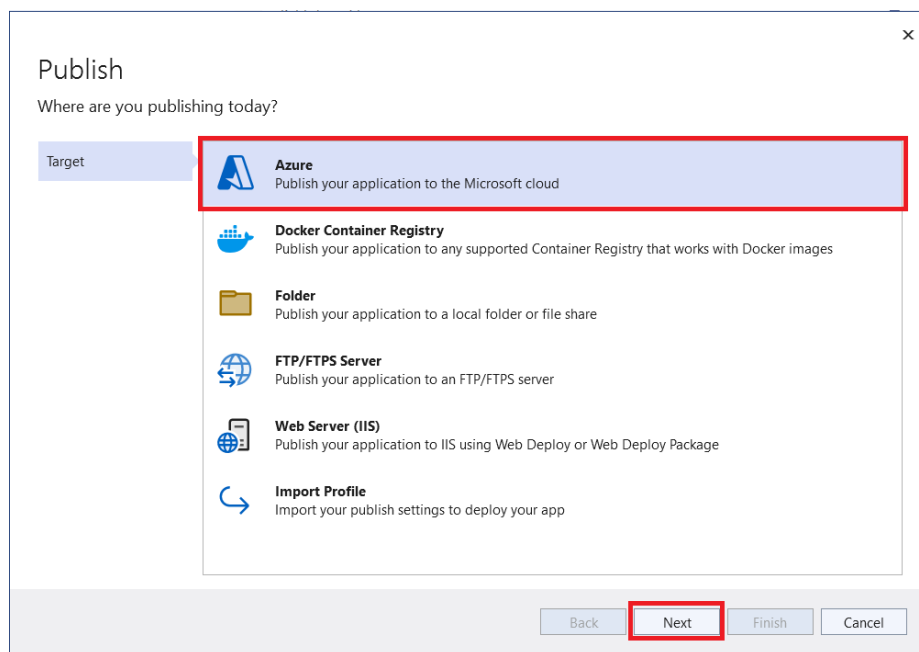 Publish
Where are you publishing today?
Target
Azure
Publish your application to the Microsoft cloud
Docker Container Registry
Publish your application to any supported Container Registry that works with Docker images
Folder
Publish your application to a local folder or file share
FTP/FTPS Server
Publish your application to an FTP/FTPS server
Web Server (IIS)
Publish your application to IIS using Web Deploy or Web Deploy Package
Import Profile
Import your publish settings to deploy your app
Back
Next
Finish
Cancel